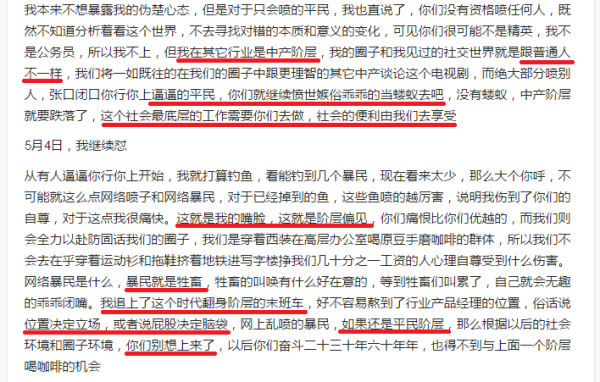 我本来不想暴露我的伪楚心态，但是对于只会喷的平民，我也直说了，你们没有资格喷任何人，既
然不知道分析着看这个世界，不去寻找对错的本质和意义的变化，可见你们很可能不是精英，我不
是公务员，所以我不上，但我在其它行业是中产阶层，我的圈子和我见过的社交世界就是跟普通人
不一样，我们将一如既往的在我们的圈子中跟更理智的其它中产谈论这个电视剧，而绝大部分喷别
人，张口闭口你行你上逼逼的平民，你们就继续愤世嫉俗乖乖的当蝼蚁去吧，没有蝼蚁，中产阶层
就要跌落了，这个社会最底层的工作需要你们去做，社会的便利由我们去享受
5月4日，我继续怼
从有人逼逼你行你上开始，我就打算钓鱼，看能钓到几个暴民，现在看来太少，那么大个你呼，不
可能就这么点网络喷子和网络暴民，对于已经掉到的鱼，这些鱼喷的越厉害，说明我伤到了你们的
自尊，对于这点我很痛快。这就是我的嘴脸，这就是阶层偏见，你们痛恨比你们优越的，而我们则
会全力以赴防固话我们的圈子，我们是穿着西装在高层办公室喝原豆手磨咖啡的群体，所以我们不
会去在乎穿着运动衫和拖鞋挤着地铁进写字楼挣我们几十分之一工资的人心理自尊受到什么伤害。
网络暴民是什么，暴民就是牲畜，牲畜的叫唤有什么好在意的，等到牲畜们叫累了，自己就会无趣
的乖乖闭嘴。我追上了这个时代翻身阶层的末班车，好不容易熬到了行业产品经理的位置，俗话说
位置决定立场，或者说屁股决定脑袋，网上乱喷的暴民，如果还是平民阶层，那么根据以后的社会
环境和圈子环境，你们别想上来了，以后你们奋斗二十三十年六十年年，也得不到与上面一个阶层
喝咖啡的机会